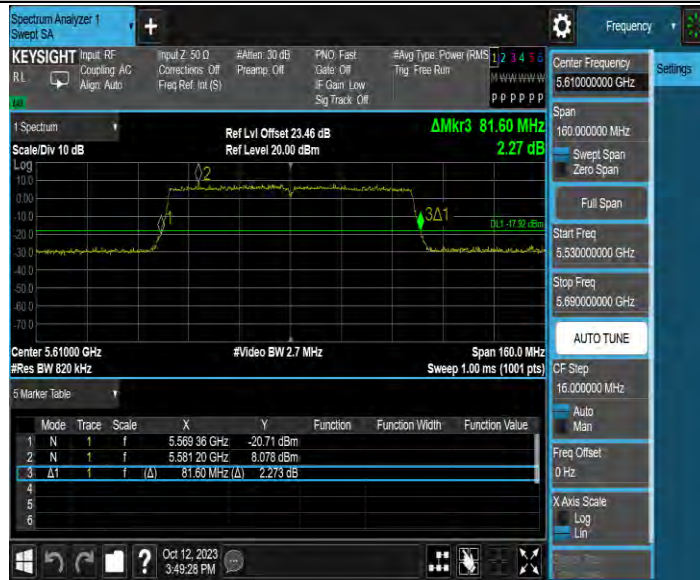 Spectrum Analyzer 1
Swept SA
+
Frequency
KEYSIGHT
RL
Input: RF
Coupling: AC
Align: Auto
Input Z: 50 Ω
Corrections: Off
Freq Ref: Int (S)
#Atten: 30 dB
Preamp: Off
PNO: Fast
Gate: Off
IF Gain: Low
Sig Track: Off
#Avg Type: Power (RMS
Trig: Free Run
1 2 3 4 5 6
M W W W W W
P P P P P P
1 Spectrum
Scale/Div 10 dB
Ref Lvl Offset 23.46 dB
Ref Level 20.00 dBm
ΔMkr3 81.60 MHz
2.27 dB
Log
10.0
0.00
-10.0
-20.0
-30.0
-40.0
-50.0
-60.0
-70.0
2
1
3Δ1
DL1 -17.92 dBm
Center 5.61000 GHz
#Res BW 820 kHz
#Video BW 2.7 MHz
Span 160.0 MHz
Sweep 1.00 ms (1001 pts)
5 Marker Table
Mode Trace Scale X Y Function Function Width Function Value
1 N 1 f 5.569 36 GHz -20.71 dBm
2 N 1 f 5.581 20 GHz 8.078 dBm
3 Δ1 1 f (Δ) 81.60 MHz (Δ) 2.273 dB
4
5
6
Oct 12, 2023
3:49:28 PM
Center Frequency
5.610000000 GHz
Settings
Span
160.000000 MHz
Swept Span
Zero Span
Full Span
Start Freq
5.530000000 GHz
Stop Freq
5.690000000 GHz
AUTO TUNE
CF Step
16.000000 MHz
Auto
Man
Freq Offset
0 Hz
X Axis Scale
Log
Lin